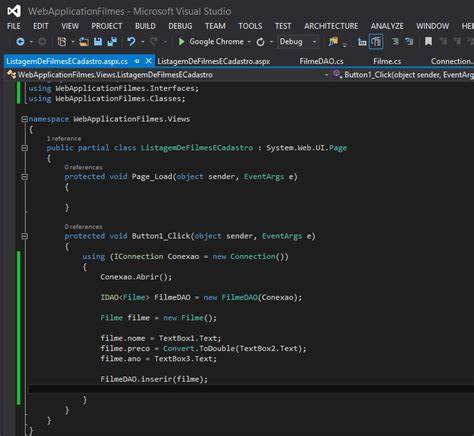 WebApplicationFilmes - Microsoft Visual Studio
FILE EDIT VIEW PROJECT BUILD DEBUG TEAM TOOLS TEST ARCHITECTURE ANALYZE WINDOW H
Google Chrome Debug
ListagemDeFilmesECadastro.aspx.cs ListagemDeFilmesECadastro.aspx FilmeDAO.cs Filme.cs Connection.
WebApplicationFilmes.Views.ListagemDeFilmesECadastro Button1_Click(object sender, EventArg
using WebApplicationFilmes.Interfaces;
using WebApplicationFilmes.Classes;
namespace WebApplicationFilmes.Views
{
1 reference
public partial class ListagemDeFilmesECadastro : System.Web.UI.Page
{
0 references
protected void Page_Load(object sender, EventArgs e)
{
}
0 references
protected void Button1_Click(object sender, EventArgs e)
{
using (IConnection Conexao = new Connection())
{
Conexao.Abrir();
IDAO<Filme> FilmeDAO = new FilmeDAO(Conexao);
Filme filme = new Filme();
filme.nome = TextBox1.Text;
filme.preco = Convert.ToDouble(TextBox2.Text);
filme.ano = TextBox3.Text;
FilmeDAO.inserir(filme);
}
}
}
}